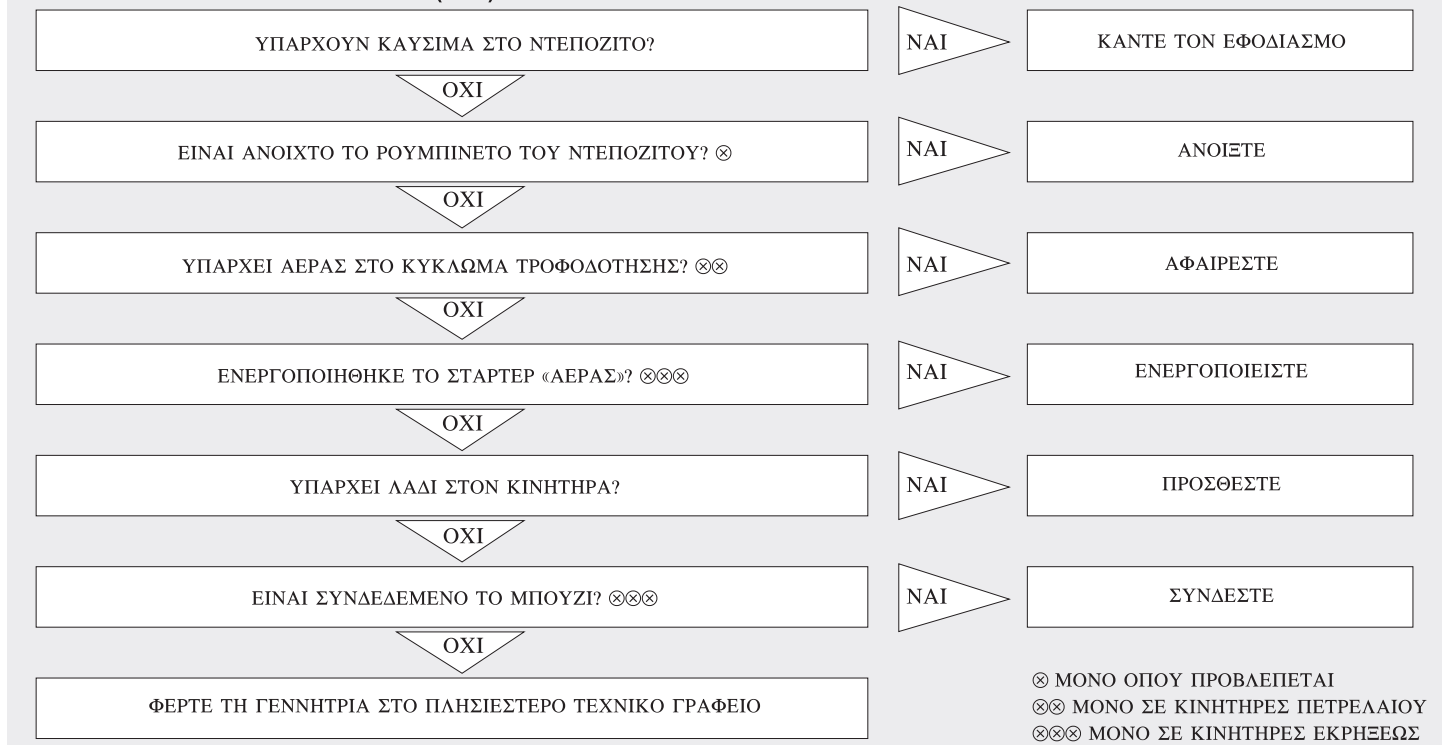 ΥΠΑΡΧΟΥΝ ΚΑΥΣΙΜΑ ΣΤΟ ΝΤΕΠΟΖΙΤΟ?
ΝΑΙ
ΚΑΝΤΕ ΤΟΝ ΕΦΟΔΙΑΣΜΟ
ΟΧΙ
ΕΙΝΑΙ ΑΝΟΙΧΤΟ ΤΟ ΡΟΥΜΠΙΝΕΤΟ ΤΟΥ ΝΤΕΠΟΖΙΤΟΥ? ⊗
ΝΑΙ
ΑΝΟΙΞΤΕ
ΟΧΙ
ΥΠΑΡΧΕΙ ΑΕΡΑΣ ΣΤΟ ΚΥΚΛΩΜΑ ΤΡΟΦΟΔΟΤΗΣΗΣ? ⊗⊗
ΝΑΙ
ΑΦΑΙΡΕΣΤΕ
ΟΧΙ
ΕΝΕΡΓΟΠΟΙΗΘΗΚΕ ΤΟ ΣΤΑΡΤΕΡ «ΑΕΡΑΣ»? ⊗⊗⊗
ΝΑΙ
ΕΝΕΡΓΟΠΟΙΕΙΣΤΕ
ΟΧΙ
ΥΠΑΡΧΕΙ ΛΑΔΙ ΣΤΟΝ ΚΙΝΗΤΗΡΑ?
ΝΑΙ
ΠΡΟΣΘΕΣΤΕ
ΟΧΙ
ΕΙΝΑΙ ΣΥΝΔΕΔΕΜΕΝΟ ΤΟ ΜΠΟΥΖΙ? ⊗⊗⊗
ΝΑΙ
ΣΥΝΔΕΣΤΕ
ΟΧΙ
ΦΕΡΤΕ ΤΗ ΓΕΝΝΗΤΡΙΑ ΣΤΟ ΠΛΗΣΙΕΣΤΕΡΟ ΤΕΧΝΙΚΟ ΓΡΑΦΕΙΟ
⊗ ΜΟΝΟ ΟΠΟΥ ΠΡΟΒΛΕΠΕΤΑΙ
⊗⊗ ΜΟΝΟ ΣΕ ΚΙΝΗΤΗΡΕΣ ΠΕΤΡΕΛΑΙΟΥ
⊗⊗⊗ ΜΟΝΟ ΣΕ ΚΙΝΗΤΗΡΕΣ ΕΚΡΗΞΕΩΣ